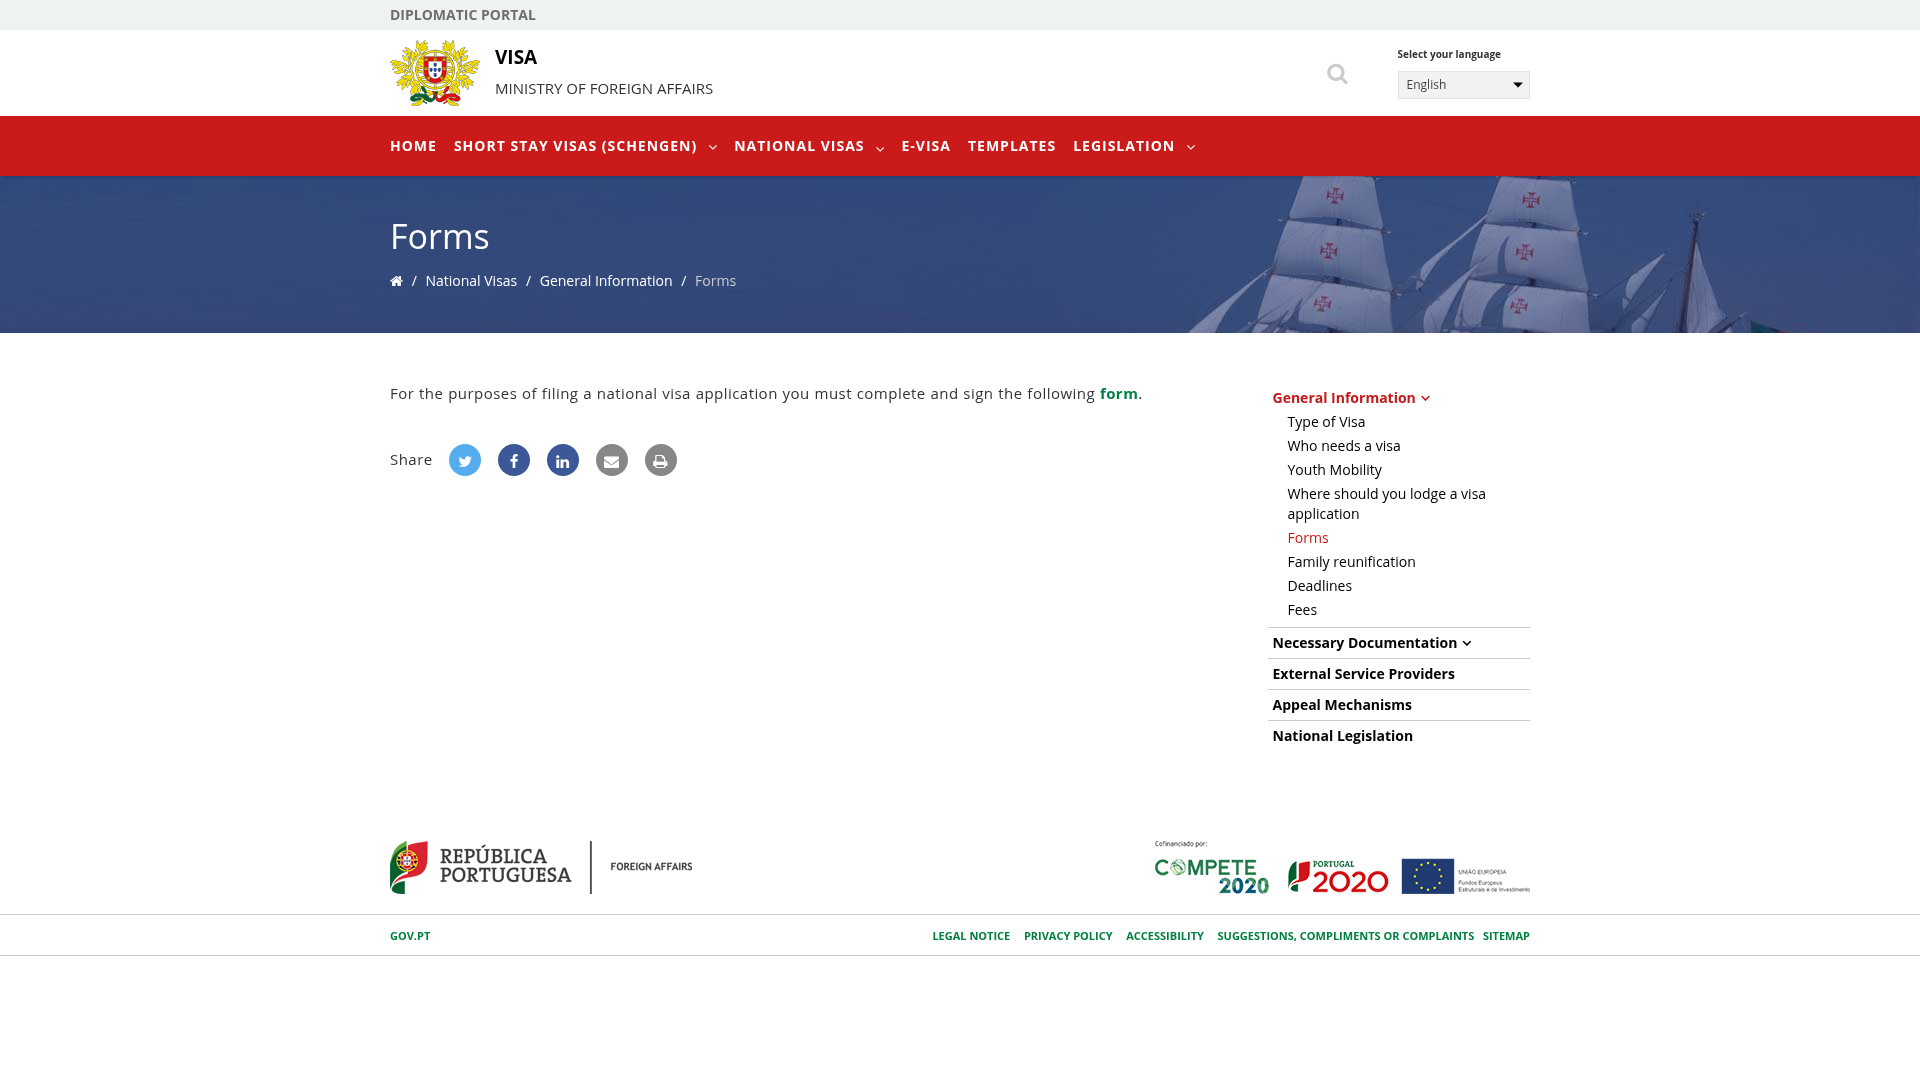 DIPLOMATIC PORTAL
VISA
MINISTRY OF FOREIGN AFFAIRS
Select your language
English
HOME SHORT STAY VISAS (SCHENGEN) NATIONAL VISAS E-VISA TEMPLATES LEGISLATION
Forms
/ National Visas / General Information / Forms
For the purposes of filing a national visa application you must complete and sign the following form.
Share
General Information
Type of Visa
Who needs a visa
Youth Mobility
Where should you lodge a visa
application
Forms
Family reunification
Deadlines
Fees
Necessary Documentation
External Service Providers
Appeal Mechanisms
National Legislation
REPÚBLICA
PORTUGUESA
FOREIGN AFFAIRS
Cofinanciado por:
COMPETE
2020
PORTUGAL
2020
UNIÃO EUROPEIA
Fundos Europeus
Estruturais e de Investimento
GOV.PT
LEGAL NOTICE PRIVACY POLICY ACCESSIBILITY SUGGESTIONS, COMPLIMENTS OR COMPLAINTS SITEMAP